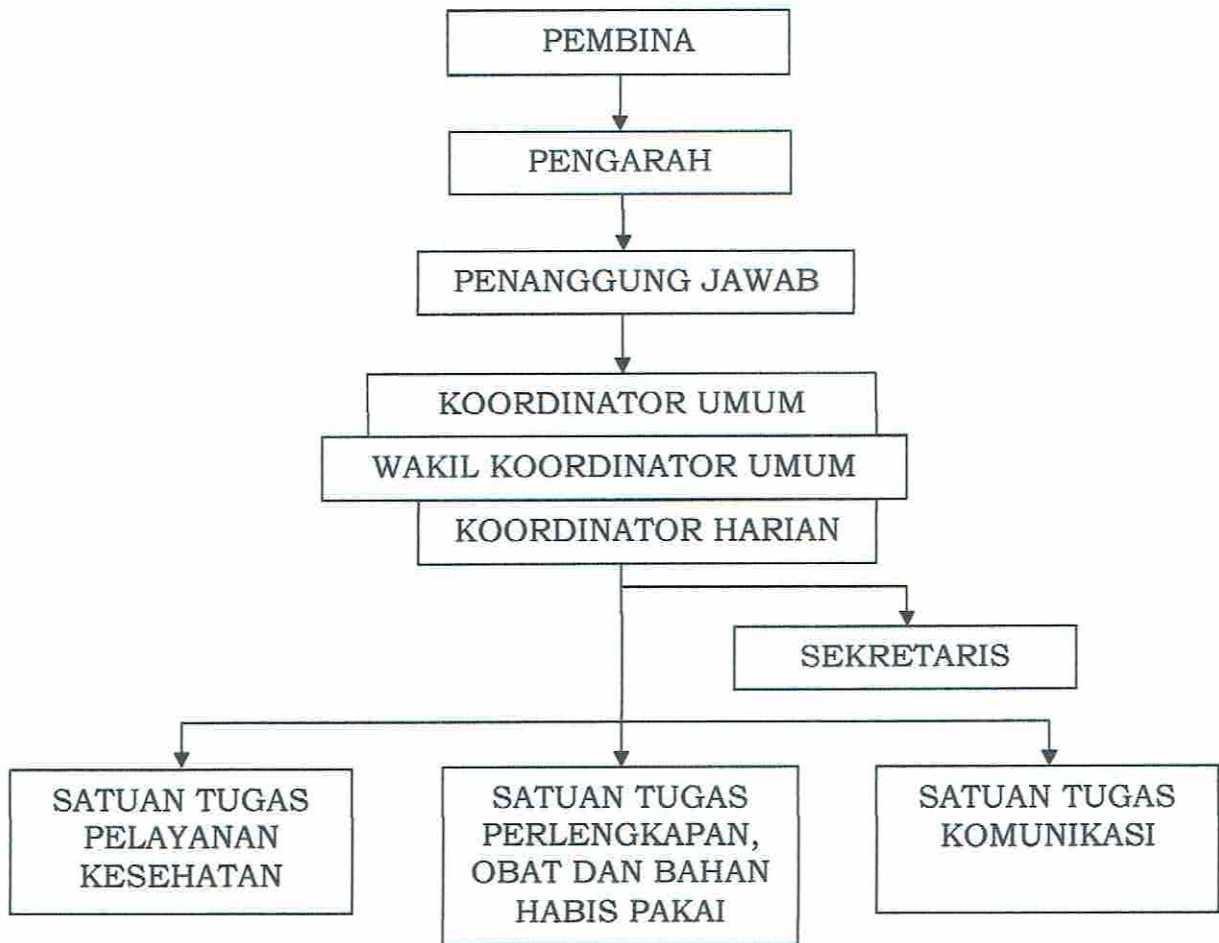 PEMBINA
PENGARAH
PENANGGUNG JAWAB
KOORDINATOR UMUM
WAKIL KOORDINATOR UMUM
KOORDINATOR HARIAN
SEKRETARIS
SATUAN TUGAS
PELAYANAN
KESEHATAN
SATUAN TUGAS
PERLENGKAPAN,
OBAT DAN BAHAN
HABIS PAKAI
SATUAN TUGAS
KOMUNIKASI